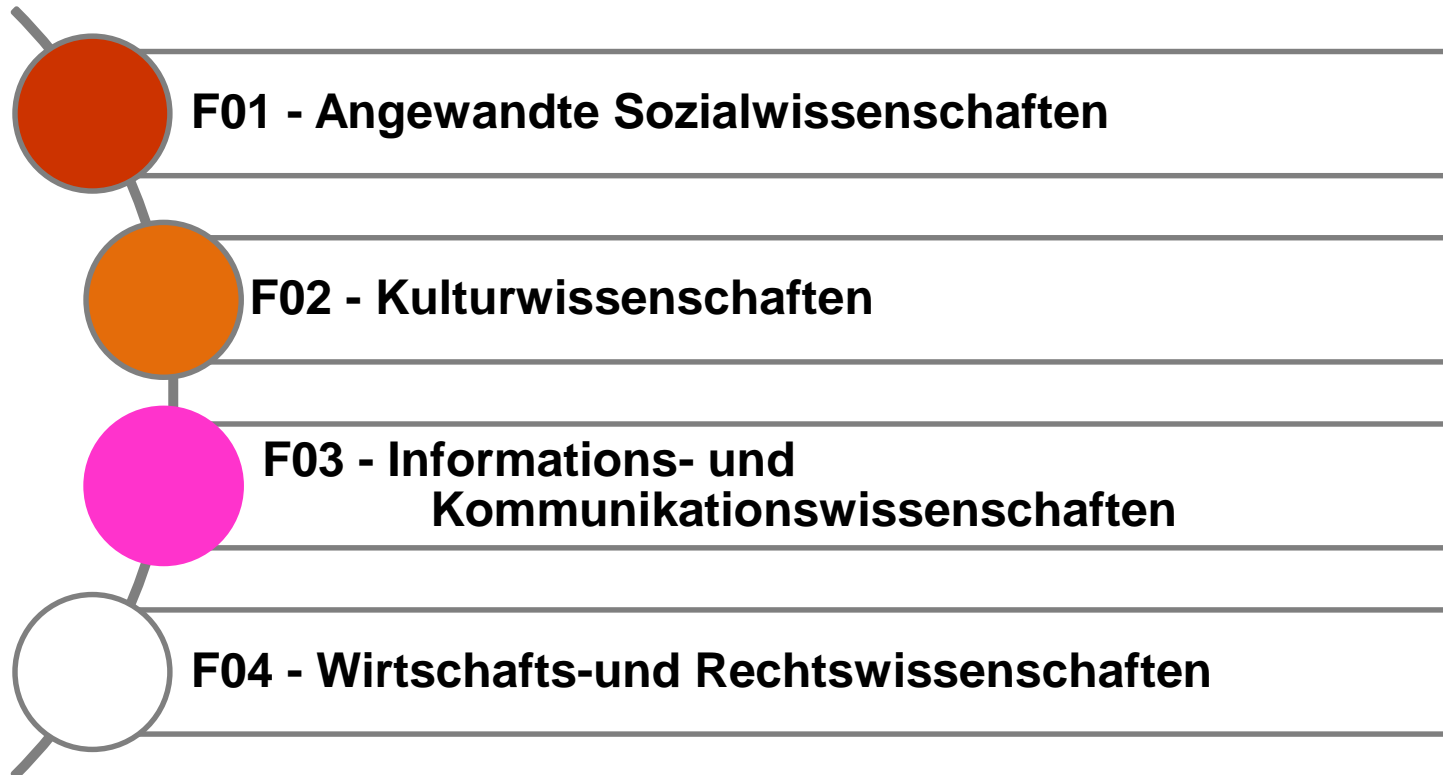 F01 - Angewandte Sozialwissenschaften
F02 - Kulturwissenschaften
F03 - Informations- und
Kommunikationswissenschaften
F04 - Wirtschafts-und Rechtswissenschaften